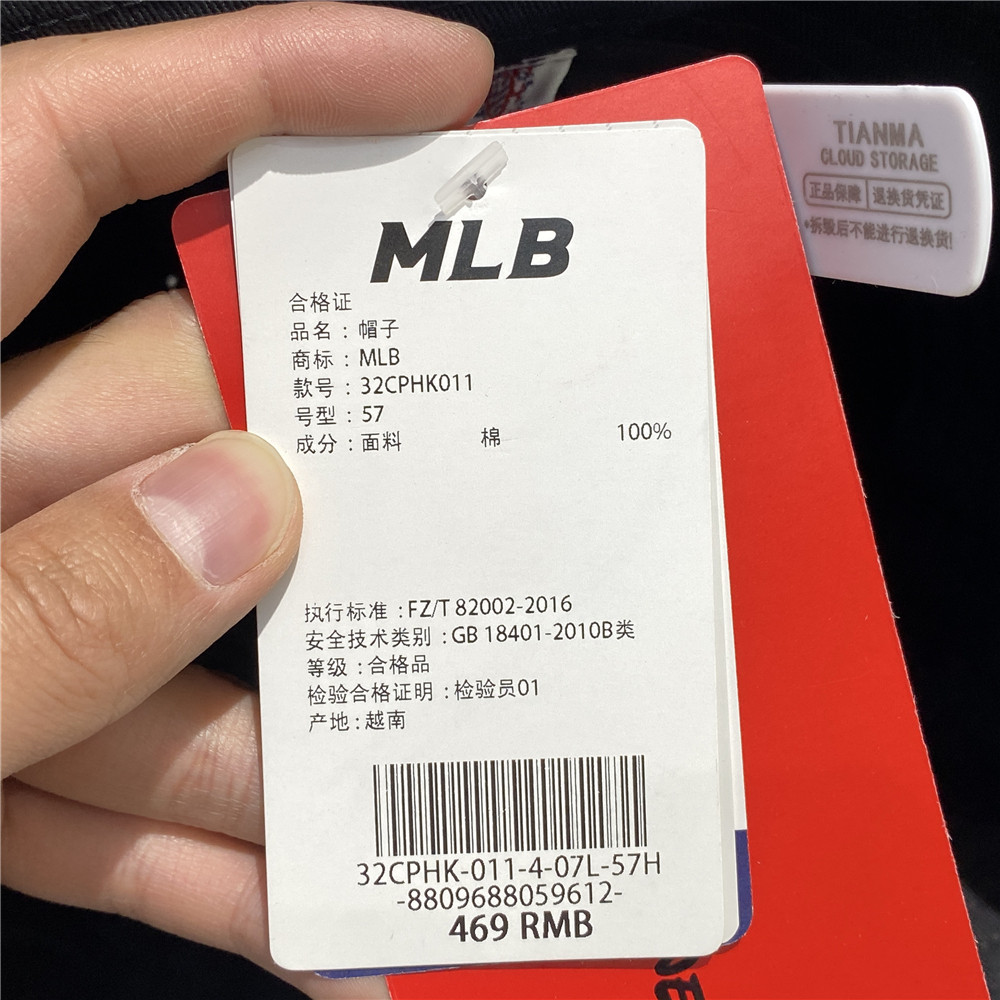 MLB
合格证
品名：帽子
商标：MLB
款号：32CPHK011
号型：57
成分：面料 棉 100%
执行标准：FZ/T 82002-2016
安全技术类别：GB 18401-2010B类
等级：合格品
检验合格证明：检验员01
产地：越南
32CPHK-011-4-07L-57H
-8809688059612-
469 RMB
TIANMA
CLOUD STORAGE
正品保障 退换货凭证
*拆毁后不能进行退换货!